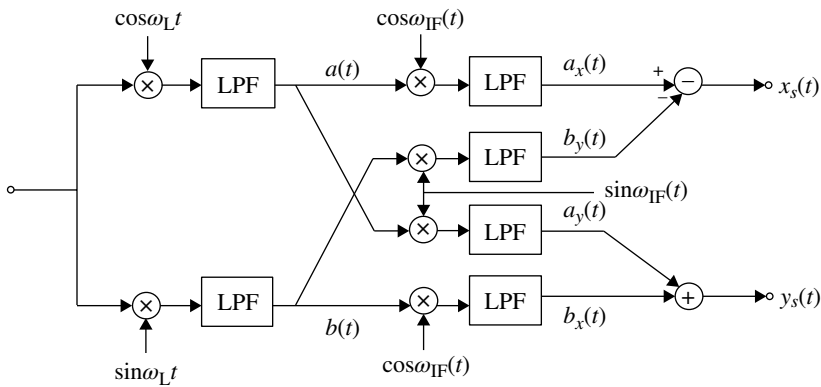 cosω_L t
cosω_IF(t)
LPF
a(t)
LPF
a_x(t)
+
−
x_s(t)
−
×
×
LPF
b_y(t)
×
sinω_IF(t)
×
LPF
a_y(t)
LPF
LPF
y_s(t)
×
b(t)
×
+
b_x(t)
sinω_L t
cosω_IF(t)